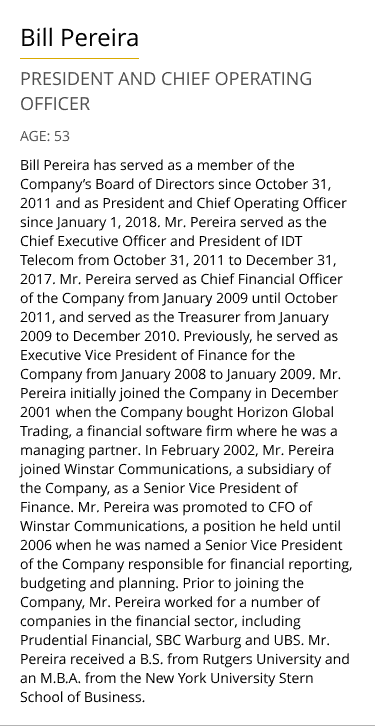 Bill Pereira
PRESIDENT AND CHIEF OPERATING
OFFICER
AGE: 53
Bill Pereira has served as a member of the
Company’s Board of Directors since October 31,
2011 and as President and Chief Operating Officer
since January 1, 2018. Mr. Pereira served as the
Chief Executive Officer and President of IDT
Telecom from October 31, 2011 to December 31,
2017. Mr. Pereira served as Chief Financial Officer
of the Company from January 2009 until October
2011, and served as the Treasurer from January
2009 to December 2010. Previously, he served as
Executive Vice President of Finance for the
Company from January 2008 to January 2009. Mr.
Pereira initially joined the Company in December
2001 when the Company bought Horizon Global
Trading, a financial software firm where he was a
managing partner. In February 2002, Mr. Pereira
joined Winstar Communications, a subsidiary of
the Company, as a Senior Vice President of
Finance. Mr. Pereira was promoted to CFO of
Winstar Communications, a position he held until
2006 when he was named a Senior Vice President
of the Company responsible for financial reporting,
budgeting and planning. Prior to joining the
Company, Mr. Pereira worked for a number of
companies in the financial sector, including
Prudential Financial, SBC Warburg and UBS. Mr.
Pereira received a B.S. from Rutgers University and
an M.B.A. from the New York University Stern
School of Business.